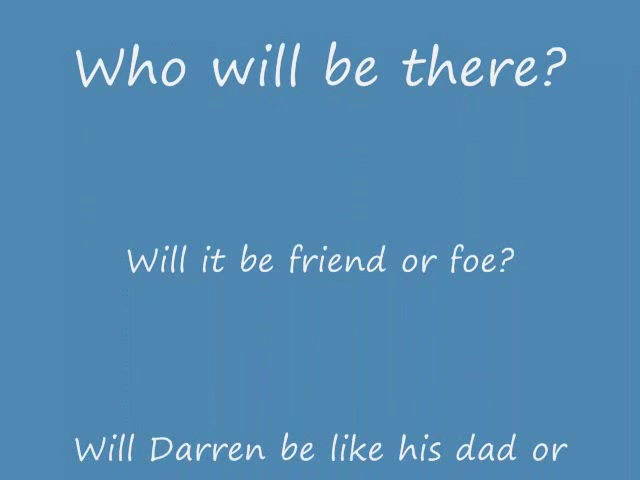 Who will be there?
Will it be friend or foe?
Will Darren be like his dad or